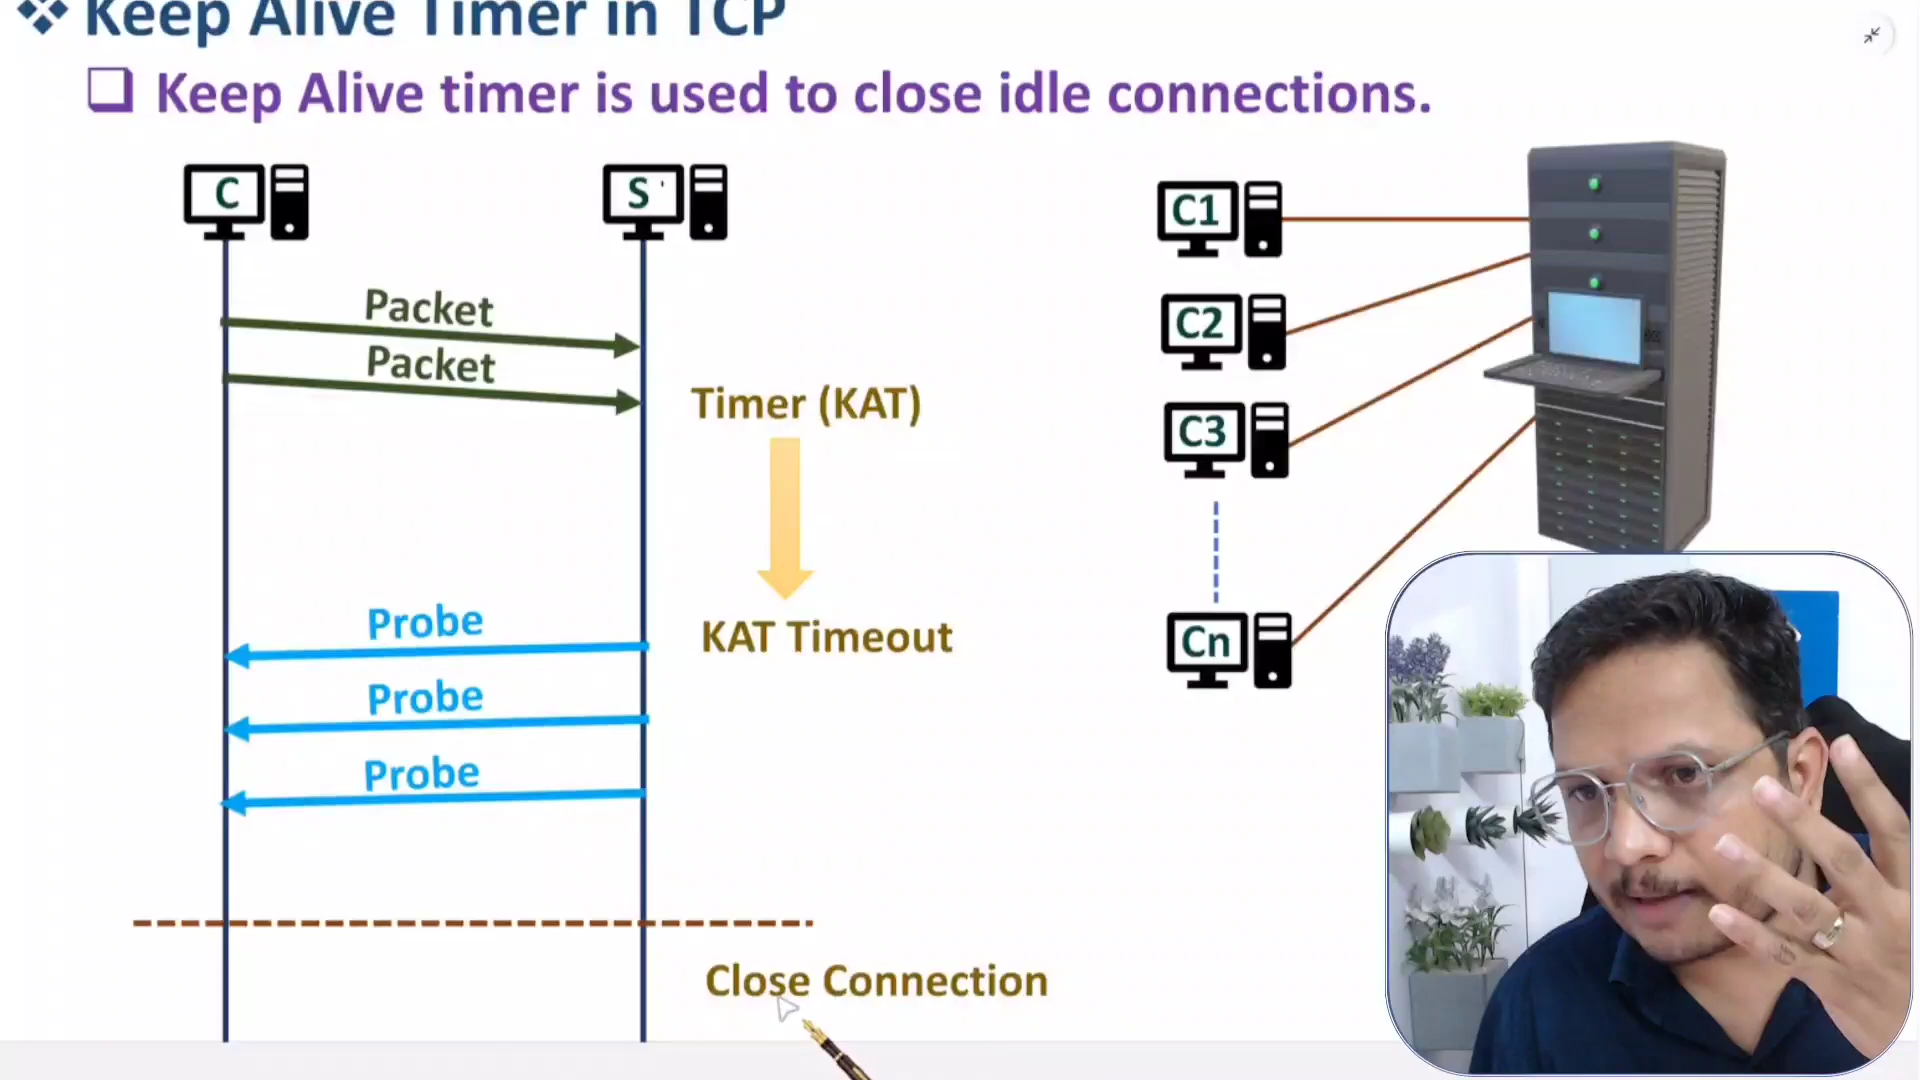 Keep Alive Timer in TCP
Keep Alive timer is used to close idle connections.
C
S
Packet
Packet
Timer (KAT)
Probe
KAT Timeout
Probe
Probe
Close Connection
C1
C2
C3
Cn